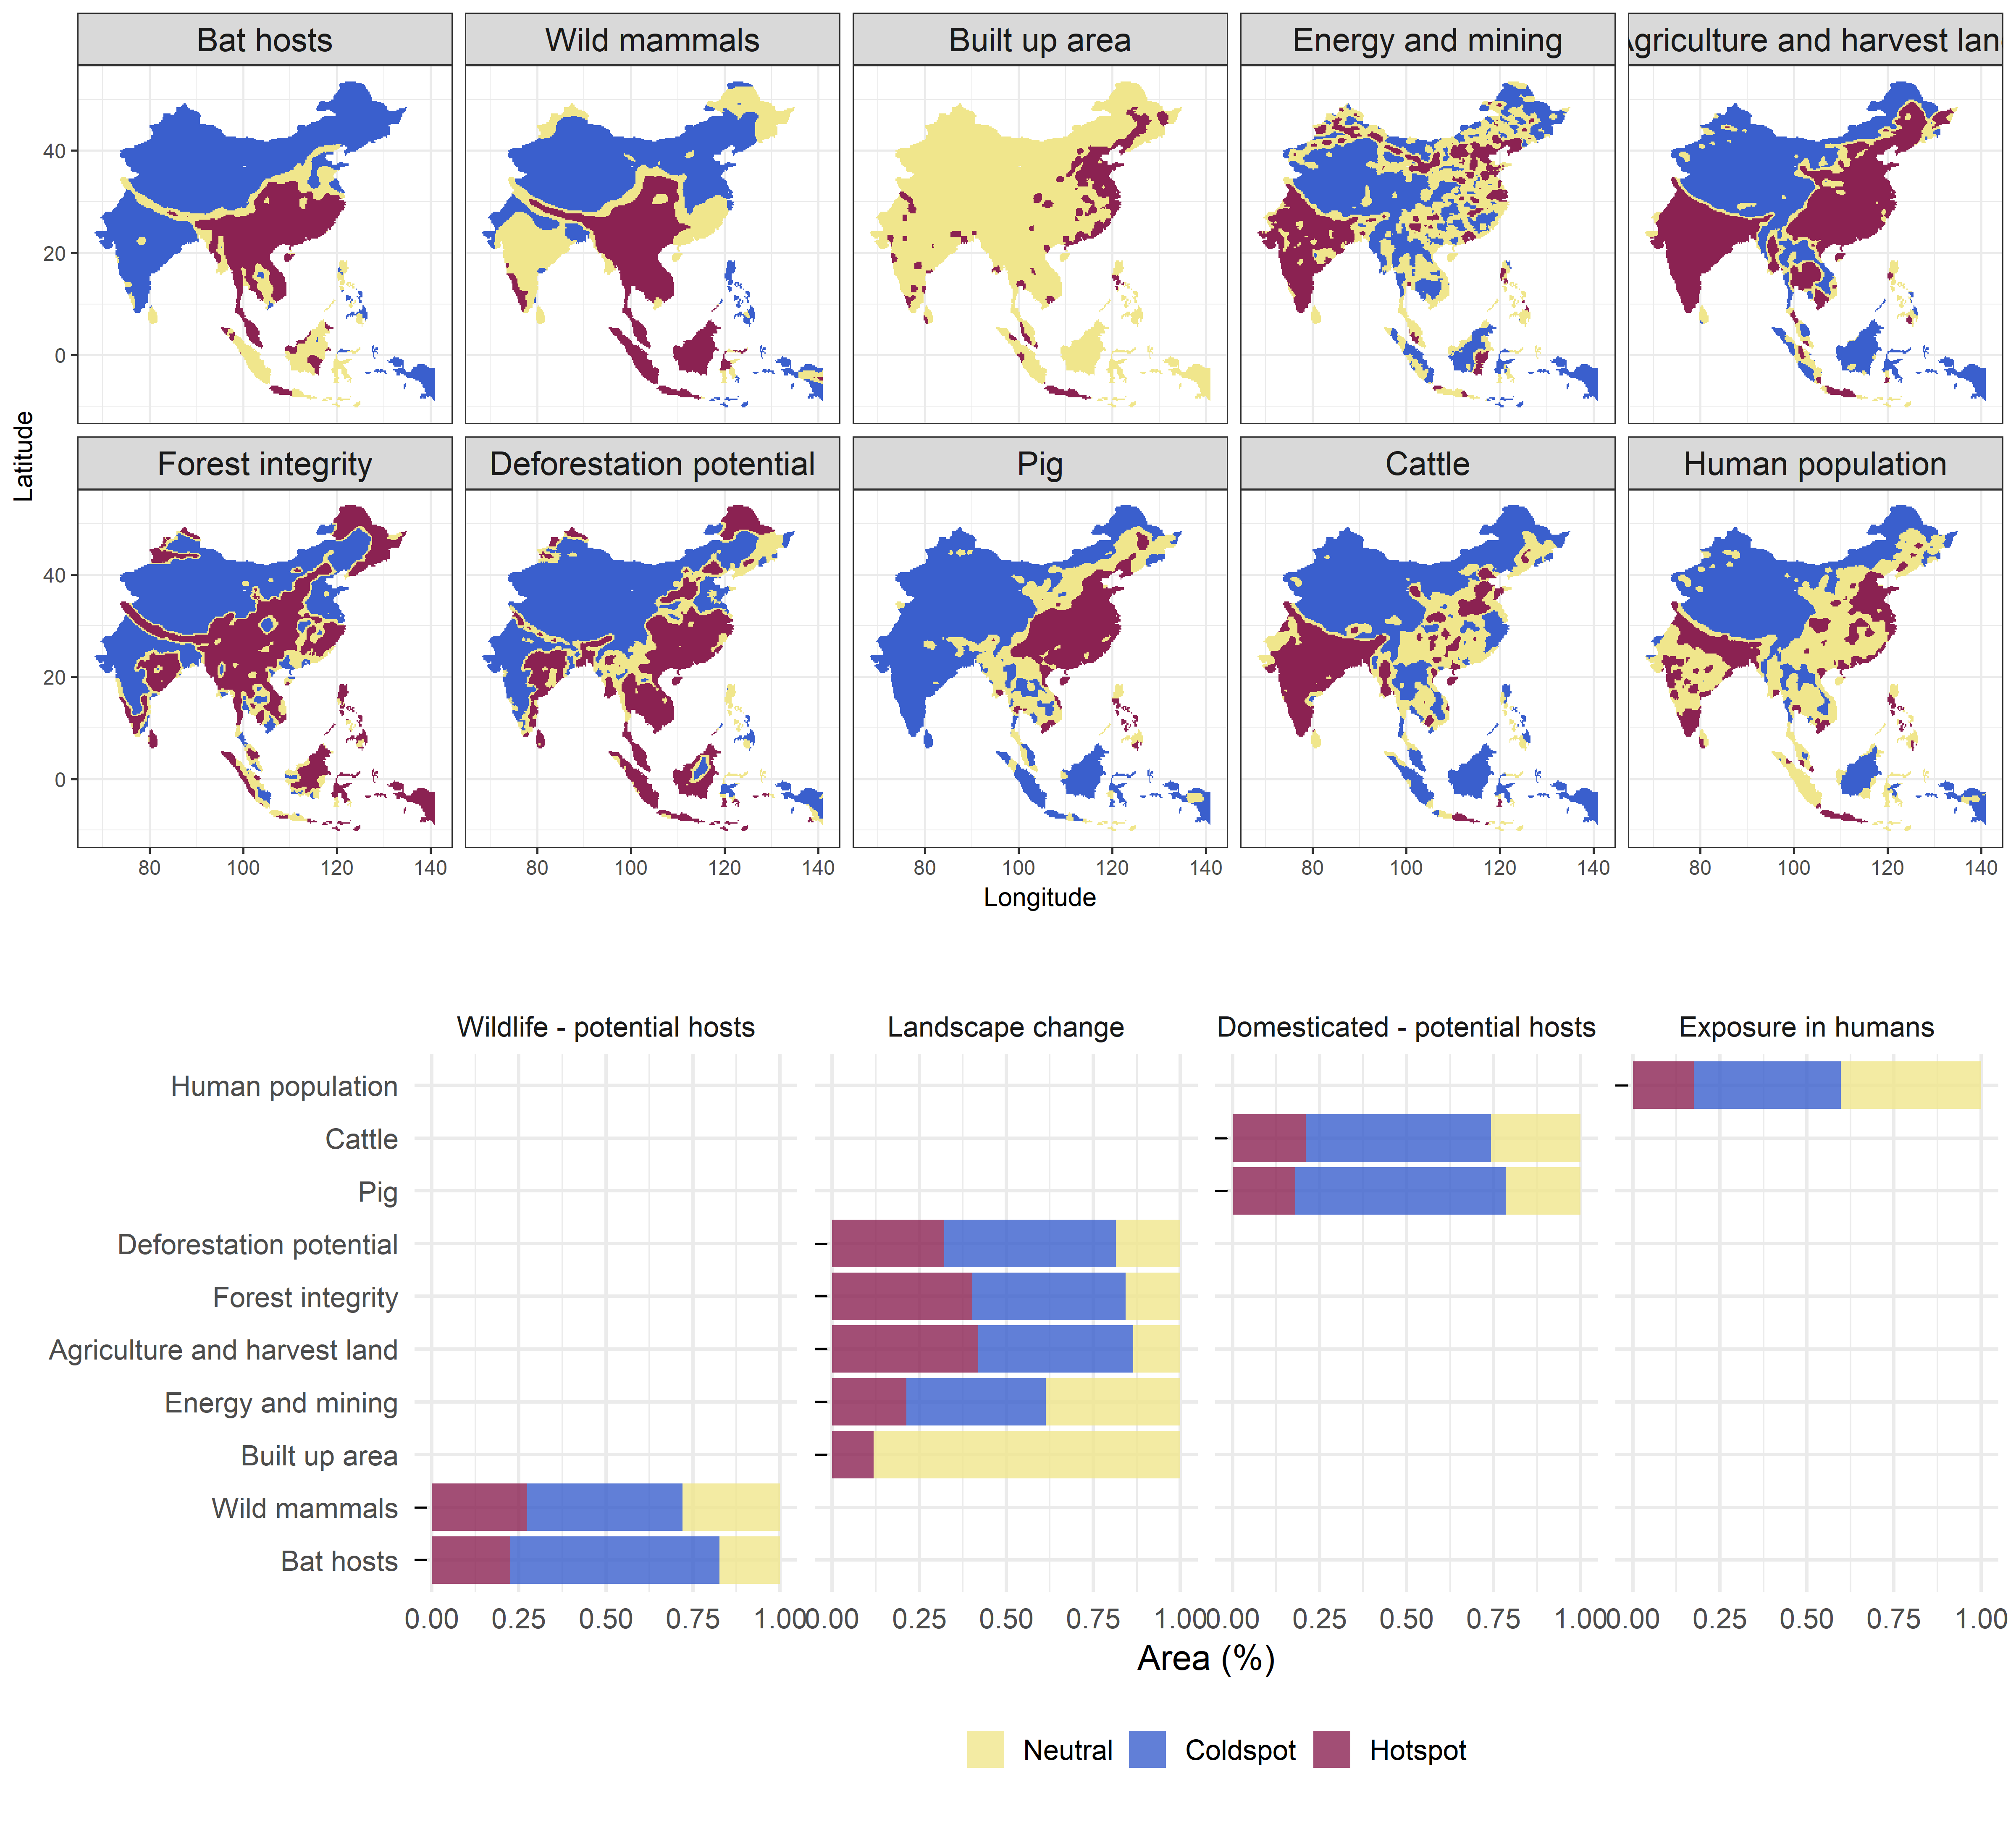 Bat hosts
Wild mammals
Built up area
Energy and mining
Agriculture and harvest land
40
20
0
Latitude
Forest integrity
Deforestation potential
Pig
Cattle
Human population
40
20
0
80 100 120 140
80 100 120 140
80 100 120 140
80 100 120 140
80 100 120 140
Longitude
Wildlife - potential hosts
Landscape change
Domesticated - potential hosts
Exposure in humans
Human population
Cattle
Pig
Deforestation potential
Forest integrity
Agriculture and harvest land
Energy and mining
Built up area
Wild mammals
Bat hosts
0.00 0.25 0.50 0.75 1.00
0.00 0.25 0.50 0.75 1.00
0.00 0.25 0.50 0.75 1.00
0.00 0.25 0.50 0.75 1.00
Area (%)
Neutral
Coldspot
Hotspot